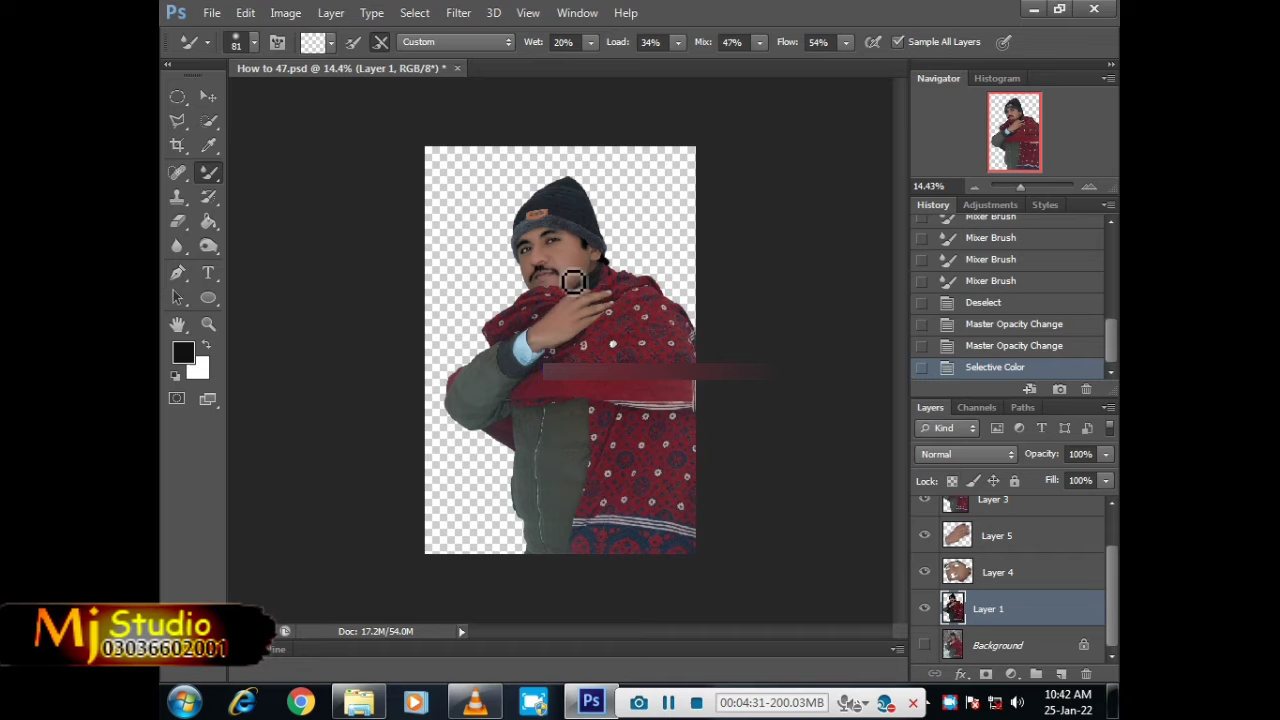 Ps File Edit Image Layer Type Select Filter 3D View Window Help
81 Custom Wet: 20% Load: 34% Mix: 47% Flow: 54% Sample All Layers
How to 47.psd @ 14.4% (Layer 1, RGB/8*) * ×
Navigator Histogram
14.43%
History Adjustments Styles
Mixer Brush
Mixer Brush
Mixer Brush
Mixer Brush
Deselect
Master Opacity Change
Master Opacity Change
Selective Color
Layers Channels Paths
Kind
Normal Opacity: 100%
Lock: Fill: 100%
Layer 3
Layer 5
Layer 4
Layer 1
Background
Doc: 17.2M/54.0M
Mj Studio
03036602001
Ps 00:04:31-200.03MB
10:42 AM
25-Jan-22